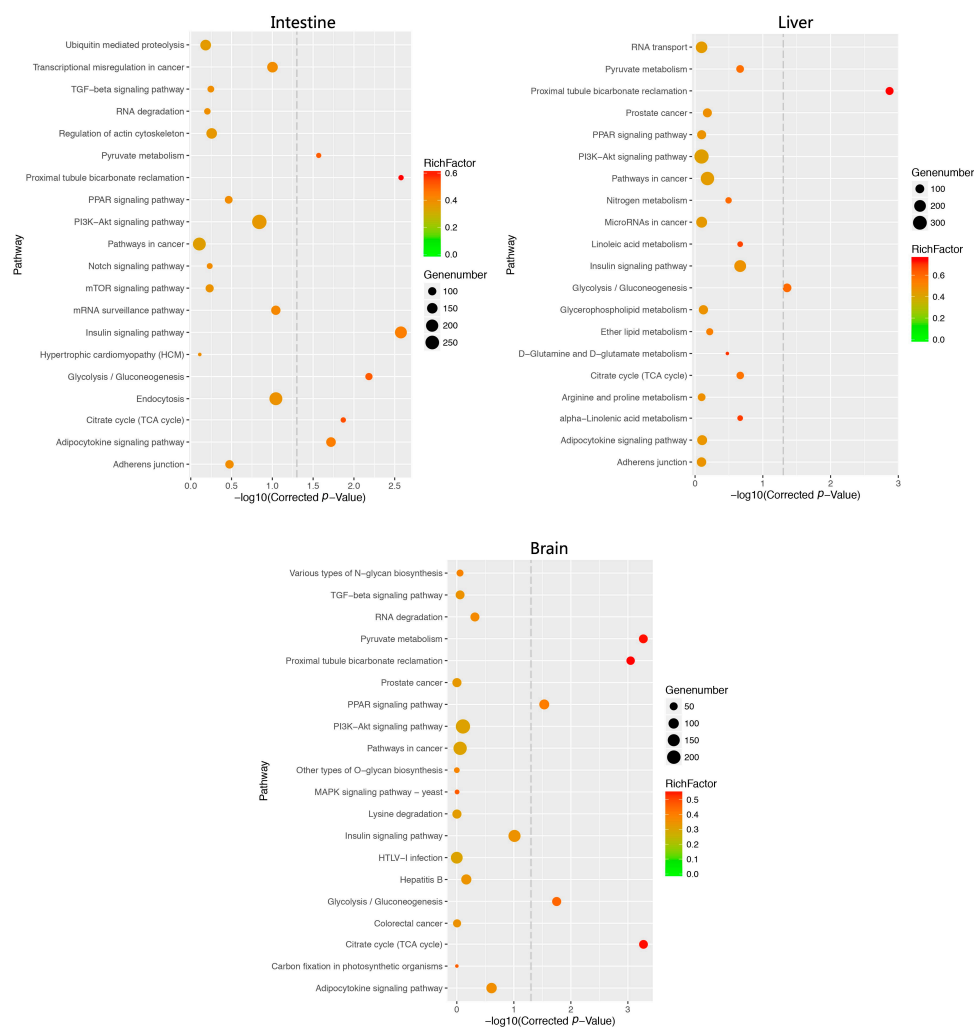 Intestine
Ubiquitin mediated proteolysis
Transcriptional misregulation in cancer
TGF−beta signaling pathway
RNA degradation
Regulation of actin cytoskeleton
Pyruvate metabolism
Proximal tubule bicarbonate reclamation
PPAR signaling pathway
PI3K−Akt signaling pathway
Pathways in cancer
Notch signaling pathway
mTOR signaling pathway
mRNA surveillance pathway
Insulin signaling pathway
Hypertrophic cardiomyopathy (HCM)
Glycolysis / Gluconeogenesis
Endocytosis
Citrate cycle (TCA cycle)
Adipocytokine signaling pathway
Adherens junction
Pathway
0.0 0.5 1.0 1.5 2.0 2.5
−log10(Corrected p−Value)
RichFactor
0.6
0.4
0.2
0.0
Genenumber
100
150
200
250
Liver
RNA transport
Pyruvate metabolism
Proximal tubule bicarbonate reclamation
Prostate cancer
PPAR signaling pathway
PI3K−Akt signaling pathway
Pathways in cancer
Nitrogen metabolism
MicroRNAs in cancer
Linoleic acid metabolism
Insulin signaling pathway
Glycolysis / Gluconeogenesis
Glycerophospholipid metabolism
Ether lipid metabolism
D−Glutamine and D−glutamate metabolism
Citrate cycle (TCA cycle)
Arginine and proline metabolism
alpha−Linolenic acid metabolism
Adipocytokine signaling pathway
Adherens junction
Pathway
0 1 2 3
−log10(Corrected p−Value)
Genenumber
100
200
300
RichFactor
0.6
0.4
0.2
0.0
Brain
Various types of N−glycan biosynthesis
TGF−beta signaling pathway
RNA degradation
Pyruvate metabolism
Proximal tubule bicarbonate reclamation
Prostate cancer
PPAR signaling pathway
PI3K−Akt signaling pathway
Pathways in cancer
Other types of O−glycan biosynthesis
MAPK signaling pathway − yeast
Lysine degradation
Insulin signaling pathway
HTLV−I infection
Hepatitis B
Glycolysis / Gluconeogenesis
Colorectal cancer
Citrate cycle (TCA cycle)
Carbon fixation in photosynthetic organisms
Adipocytokine signaling pathway
Pathway
0 1 2 3
−log10(Corrected p−Value)
Genenumber
50
100
150
200
RichFactor
0.5
0.4
0.3
0.2
0.1
0.0